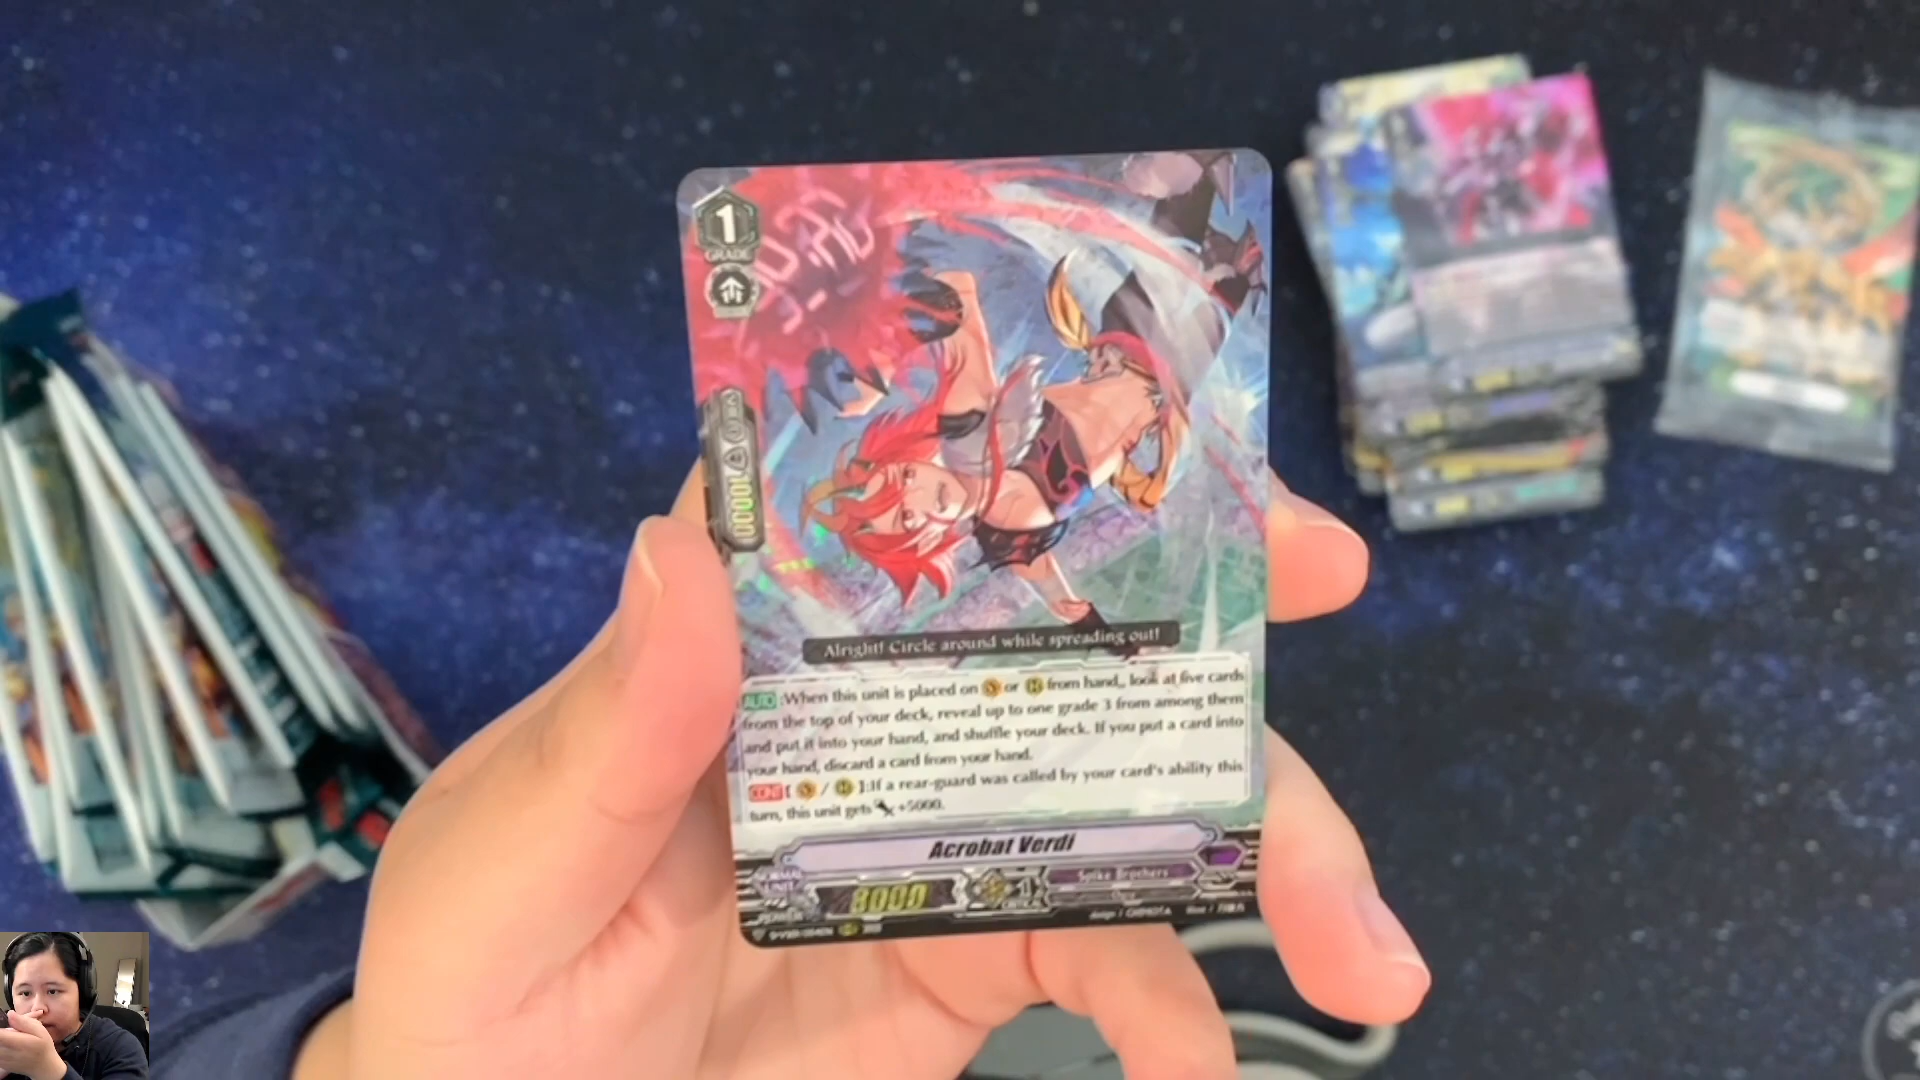 1
GRADE
10000
Alright! Circle around while spreading out!
AUTO :When this unit is placed on or from hand, look at five cards
from the top of your deck, reveal up to one grade 3 from among them
and put it into your hand, and shuffle your deck. If you put a card into
your hand, discard a card from your hand.
CONT [ / ]:If a rear-guard was called by your card's ability this
turn, this unit gets +5000.
Acrobat Verdi
NORMAL
UNIT
POWER
8000
1
CRITICAL
Spike Brothers